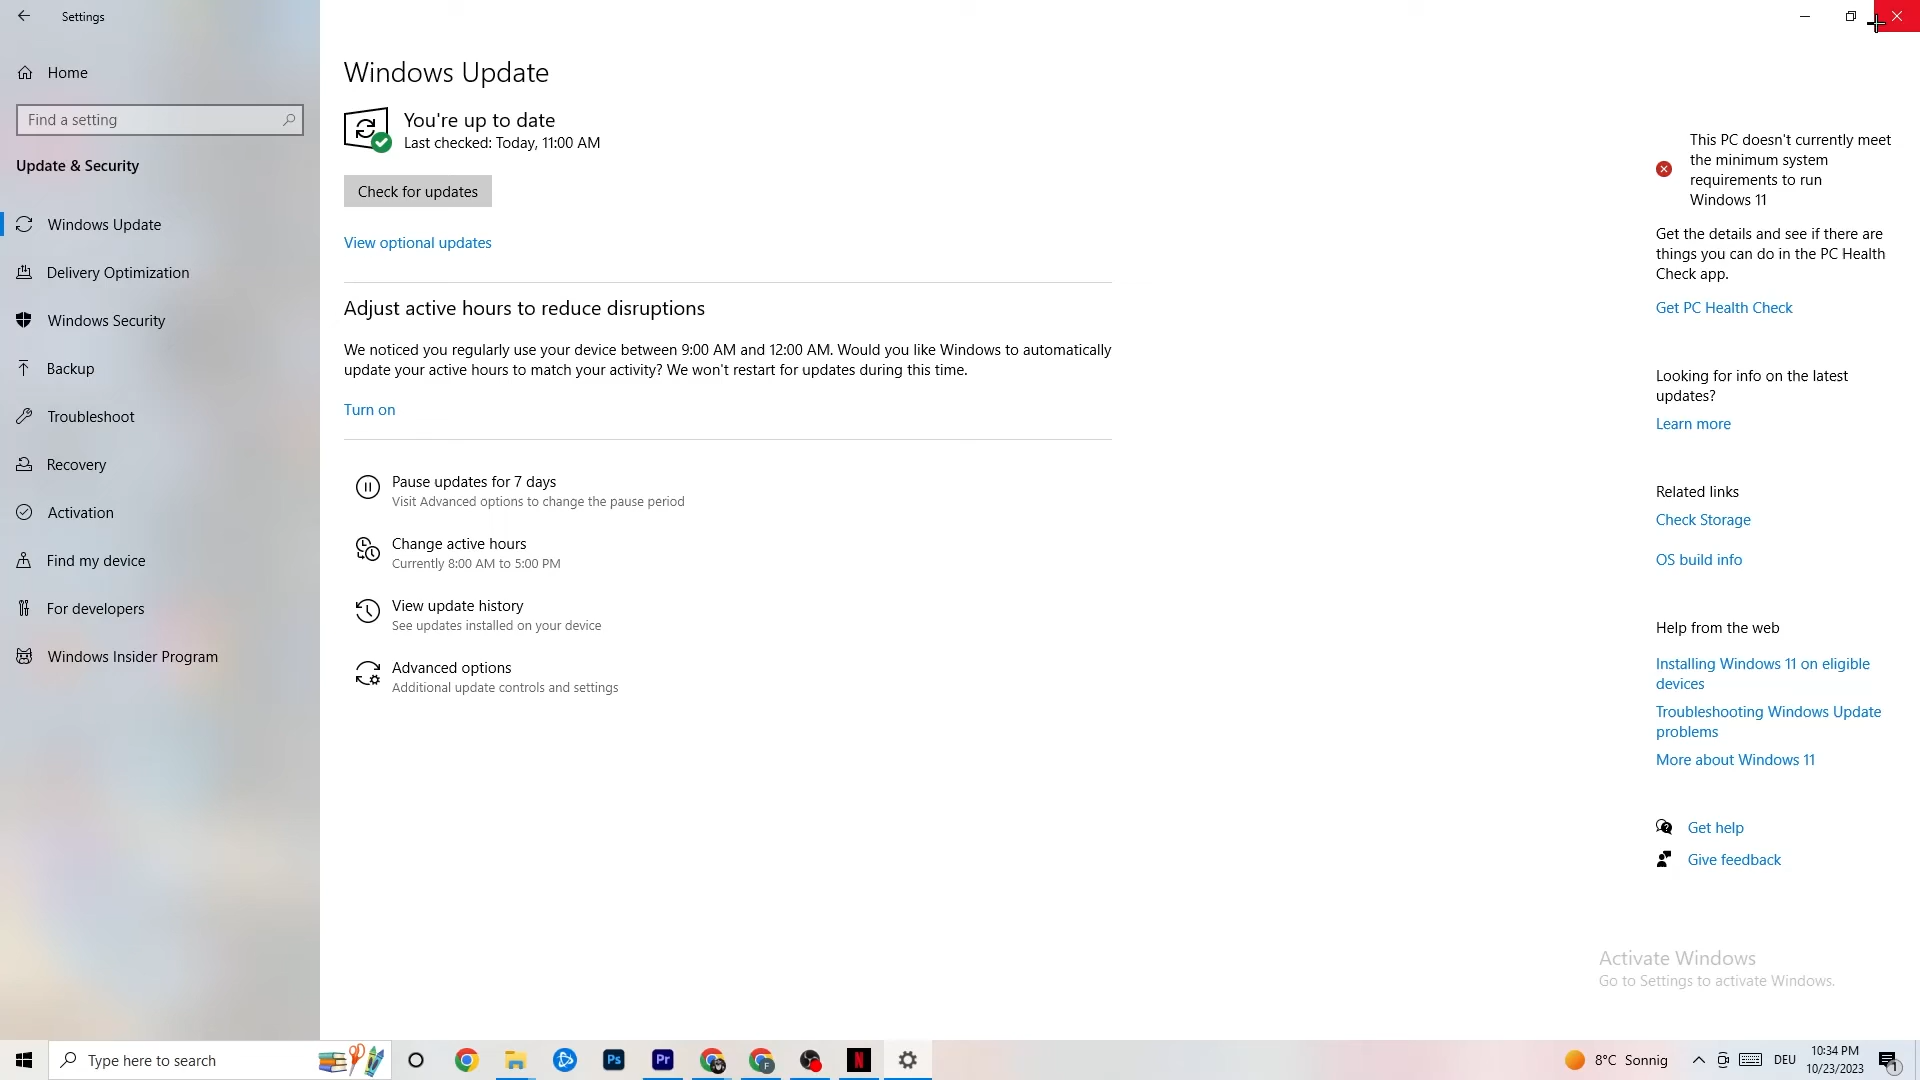 Settings
Home
Find a setting
Update & Security
Windows Update
Delivery Optimization
Windows Security
Backup
Troubleshoot
Recovery
Activation
Find my device
For developers
Windows Insider Program
Windows Update
You're up to date
Last checked: Today, 11:00 AM
Check for updates
View optional updates
Adjust active hours to reduce disruptions
We noticed you regularly use your device between 9:00 AM and 12:00 AM. Would you like Windows to automatically
update your active hours to match your activity? We won't restart for updates during this time.
Turn on
Pause updates for 7 days
Visit Advanced options to change the pause period
Change active hours
Currently 8:00 AM to 5:00 PM
View update history
See updates installed on your device
Advanced options
Additional update controls and settings
This PC doesn't currently meet
the minimum system
requirements to run
Windows 11
Get the details and see if there are
things you can do in the PC Health
Check app.
Get PC Health Check
Looking for info on the latest
updates?
Learn more
Related links
Check Storage
OS build info
Help from the web
Installing Windows 11 on eligible
devices
Troubleshooting Windows Update
problems
More about Windows 11
Get help
Give feedback
Activate Windows
Go to Settings to activate Windows.
Type here to search
Ps
Pr
F
N
8°C Sonnig
DEU
10:34 PM
10/23/2023
1